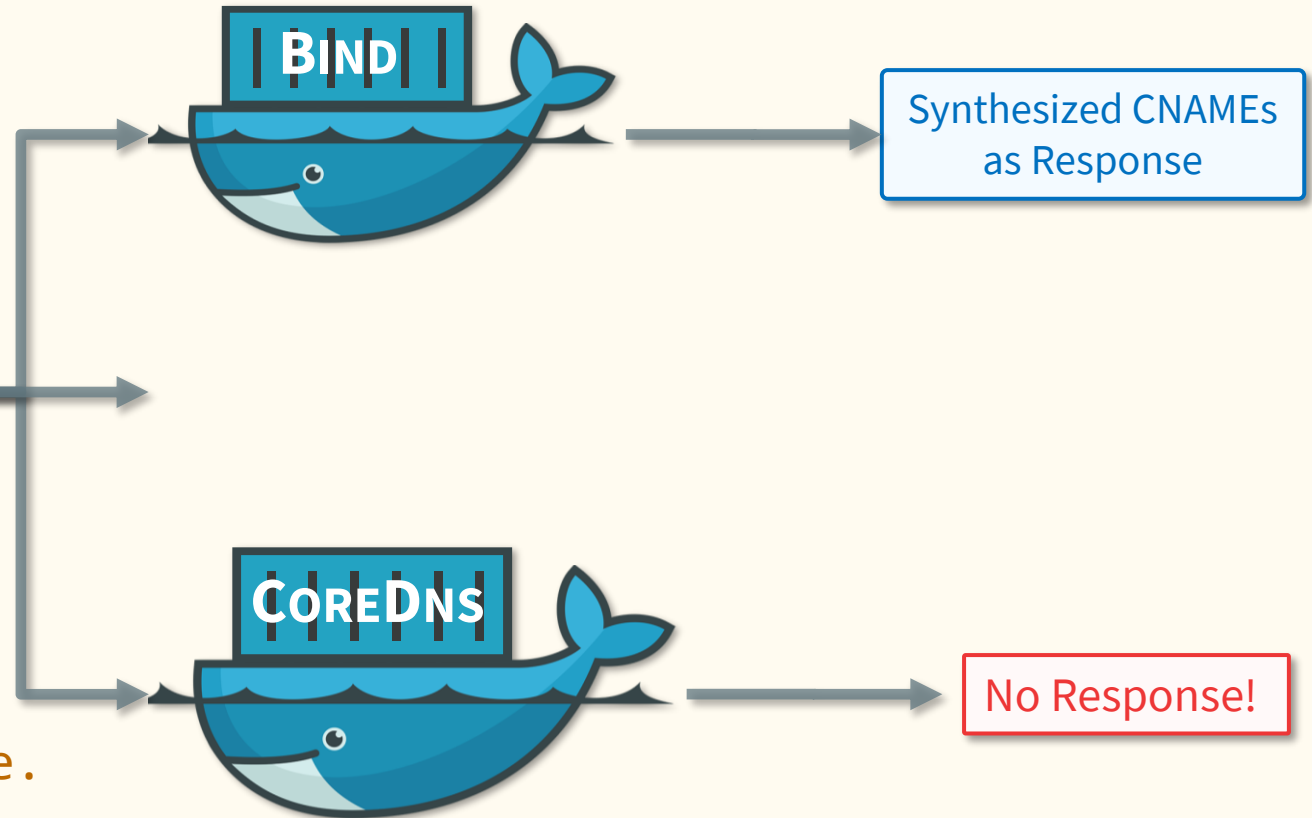 BIND
Synthesized CNAMEs
as Response
COREDNS
No Response!
e.